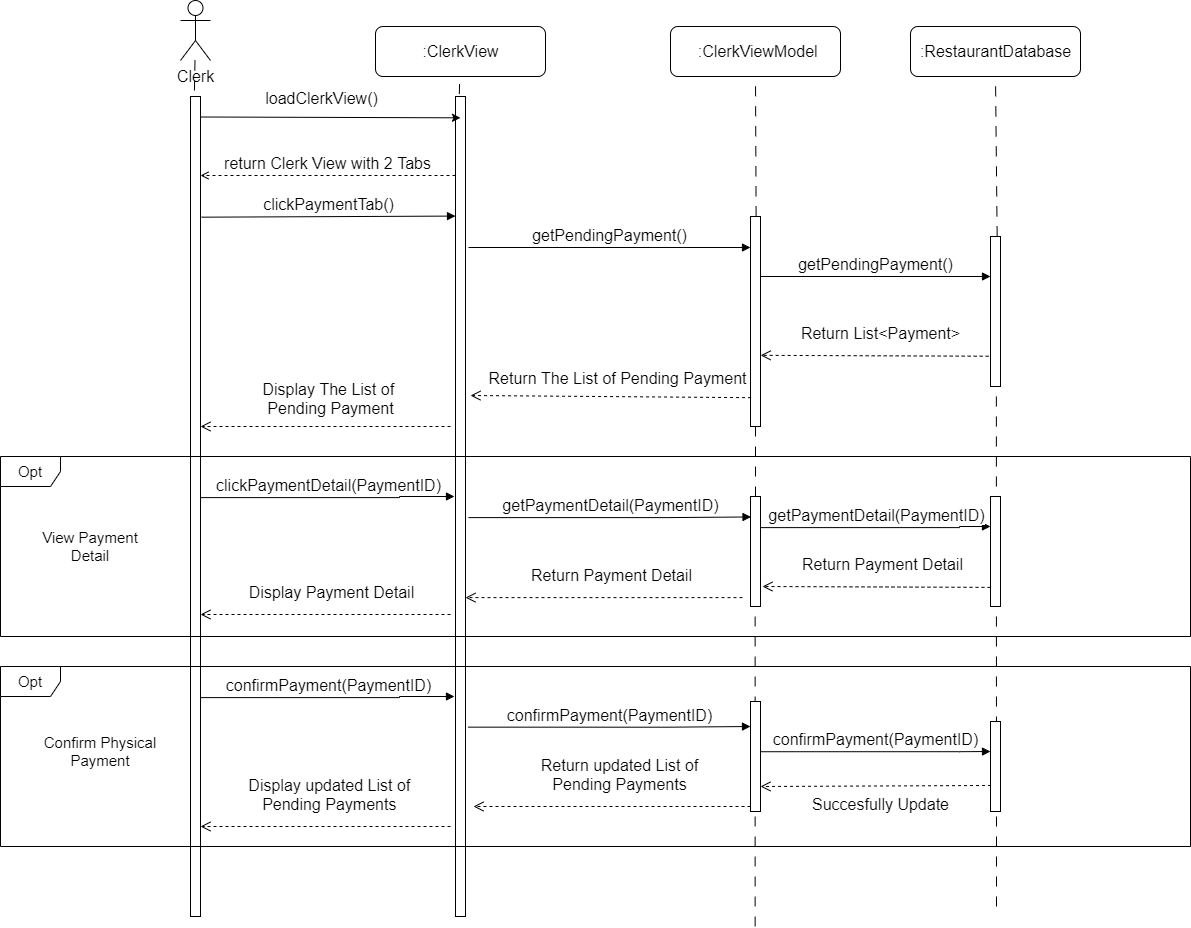 Clerk
:ClerkView
:ClerkViewModel
:RestaurantDatabase
loadClerkView()
return Clerk View with 2 Tabs
clickPaymentTab()
getPendingPayment()
getPendingPayment()
Return List<Payment>
Return The List of Pending Payment
Display The List of
Pending Payment
Opt
View Payment
Detail
clickPaymentDetail(PaymentID)
getPaymentDetail(PaymentID)
getPaymentDetail(PaymentID)
Return Payment Detail
Return Payment Detail
Display Payment Detail
Opt
Confirm Physical
Payment
confirmPayment(PaymentID)
confirmPayment(PaymentID)
confirmPayment(PaymentID)
Succesfully Update
Return updated List of
Pending Payments
Display updated List of
Pending Payments